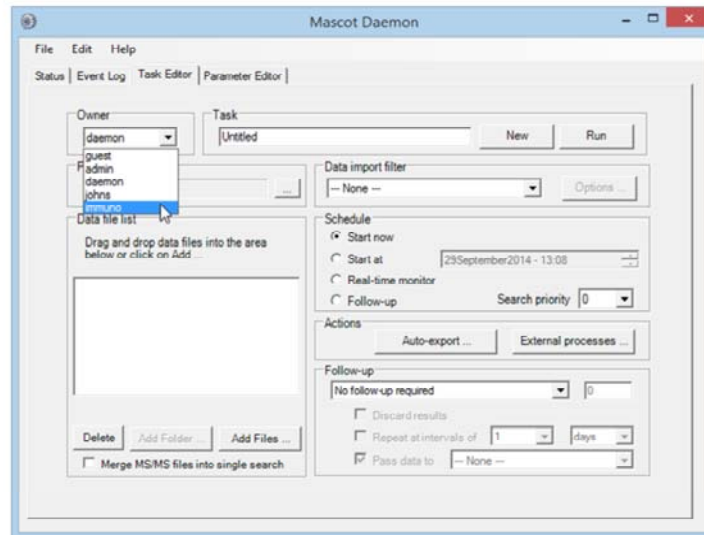 Mascot Daemon
File Edit Help
Status Event Log Task Editor Parameter Editor
Owner
daemon
guest
admin
daemon
johns
immuno
Task
Untitled
New Run
...
Data import filter
-- None --
Options ...
Data file list
Drag and drop data files into the area
below or click on Add ...
Delete Add Folder ... Add Files ...
Merge MS/MS files into single search
Schedule
Start now
Start at 29September2014 - 13:08
Real-time monitor
Follow-up Search priority 0
Actions
Auto-export ... External processes ...
Follow-up
No follow-up required 0
Discard results
Repeat at intervals of 1 days
Pass data to -- None --